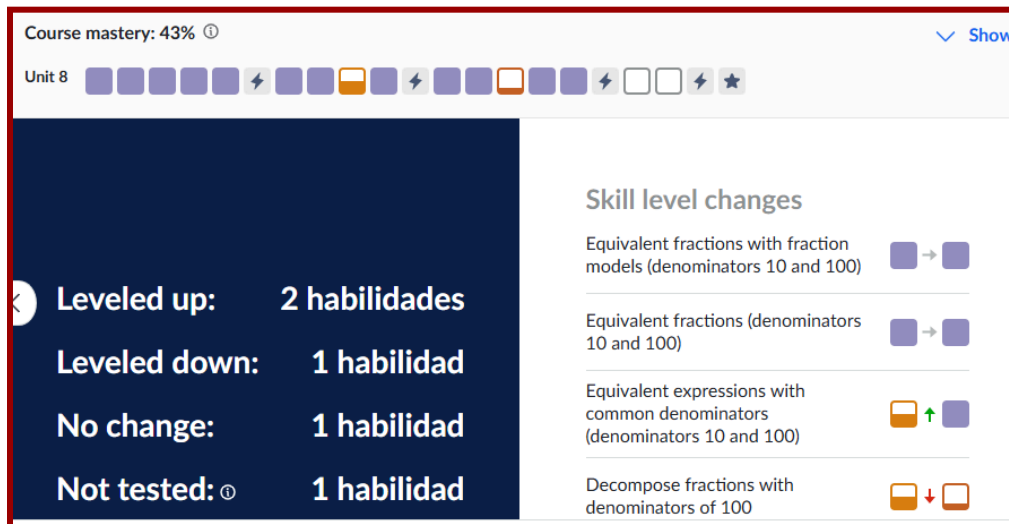 Course mastery: 43%
Show
Unit 8
Leveled up: 2 habilidades
Leveled down: 1 habilidad
No change: 1 habilidad
Not tested: 1 habilidad
Skill level changes
Equivalent fractions with fraction
models (denominators 10 and 100)
Equivalent fractions (denominators
10 and 100)
Equivalent expressions with
common denominators
(denominators 10 and 100)
Decompose fractions with
denominators of 100